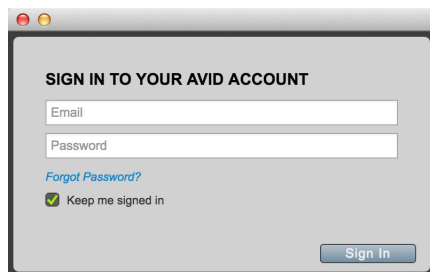 SIGN IN TO YOUR AVID ACCOUNT
Email
Password
Forgot Password?
Keep me signed in
Sign In